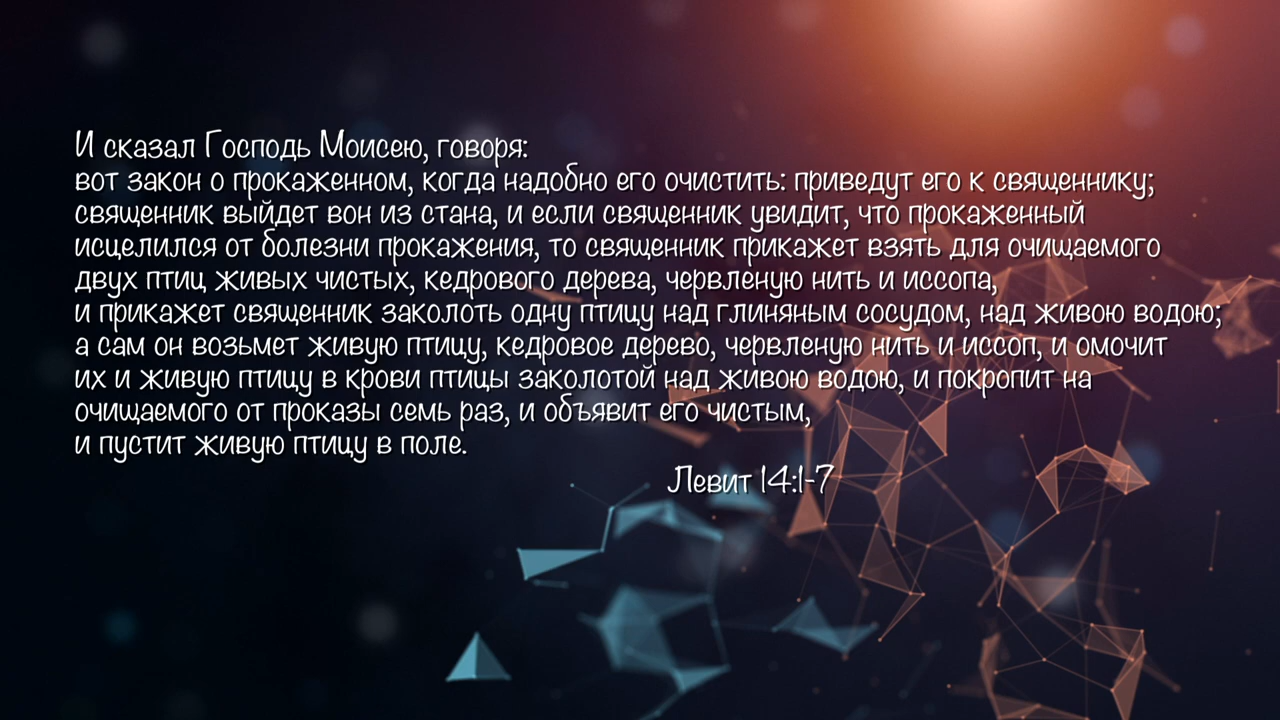 И сказал Господь Моисею, говоря:
вот закон о прокаженном, когда надобно его очистить: приведут его к священнику;
священник выйдет вон из стана, и если священник увидит, что прокаженный
исцелился от болезни прокажения, то священник прикажет взять для очищаемого
двух птиц живых чистых, кедрового дерева, червленую нить и иссопа,
и прикажет священник заколоть одну птицу над глиняным сосудом, над живою водою;
а сам он возьмет живую птицу, кедровое дерево, червленую нить и иссоп, и омочит
их и живую птицу в крови птицы заколотой над живою водою, и покропит на
очищаемого от проказы семь раз, и объявит его чистым,
и пустит живую птицу в поле.
Левит 14:1-7